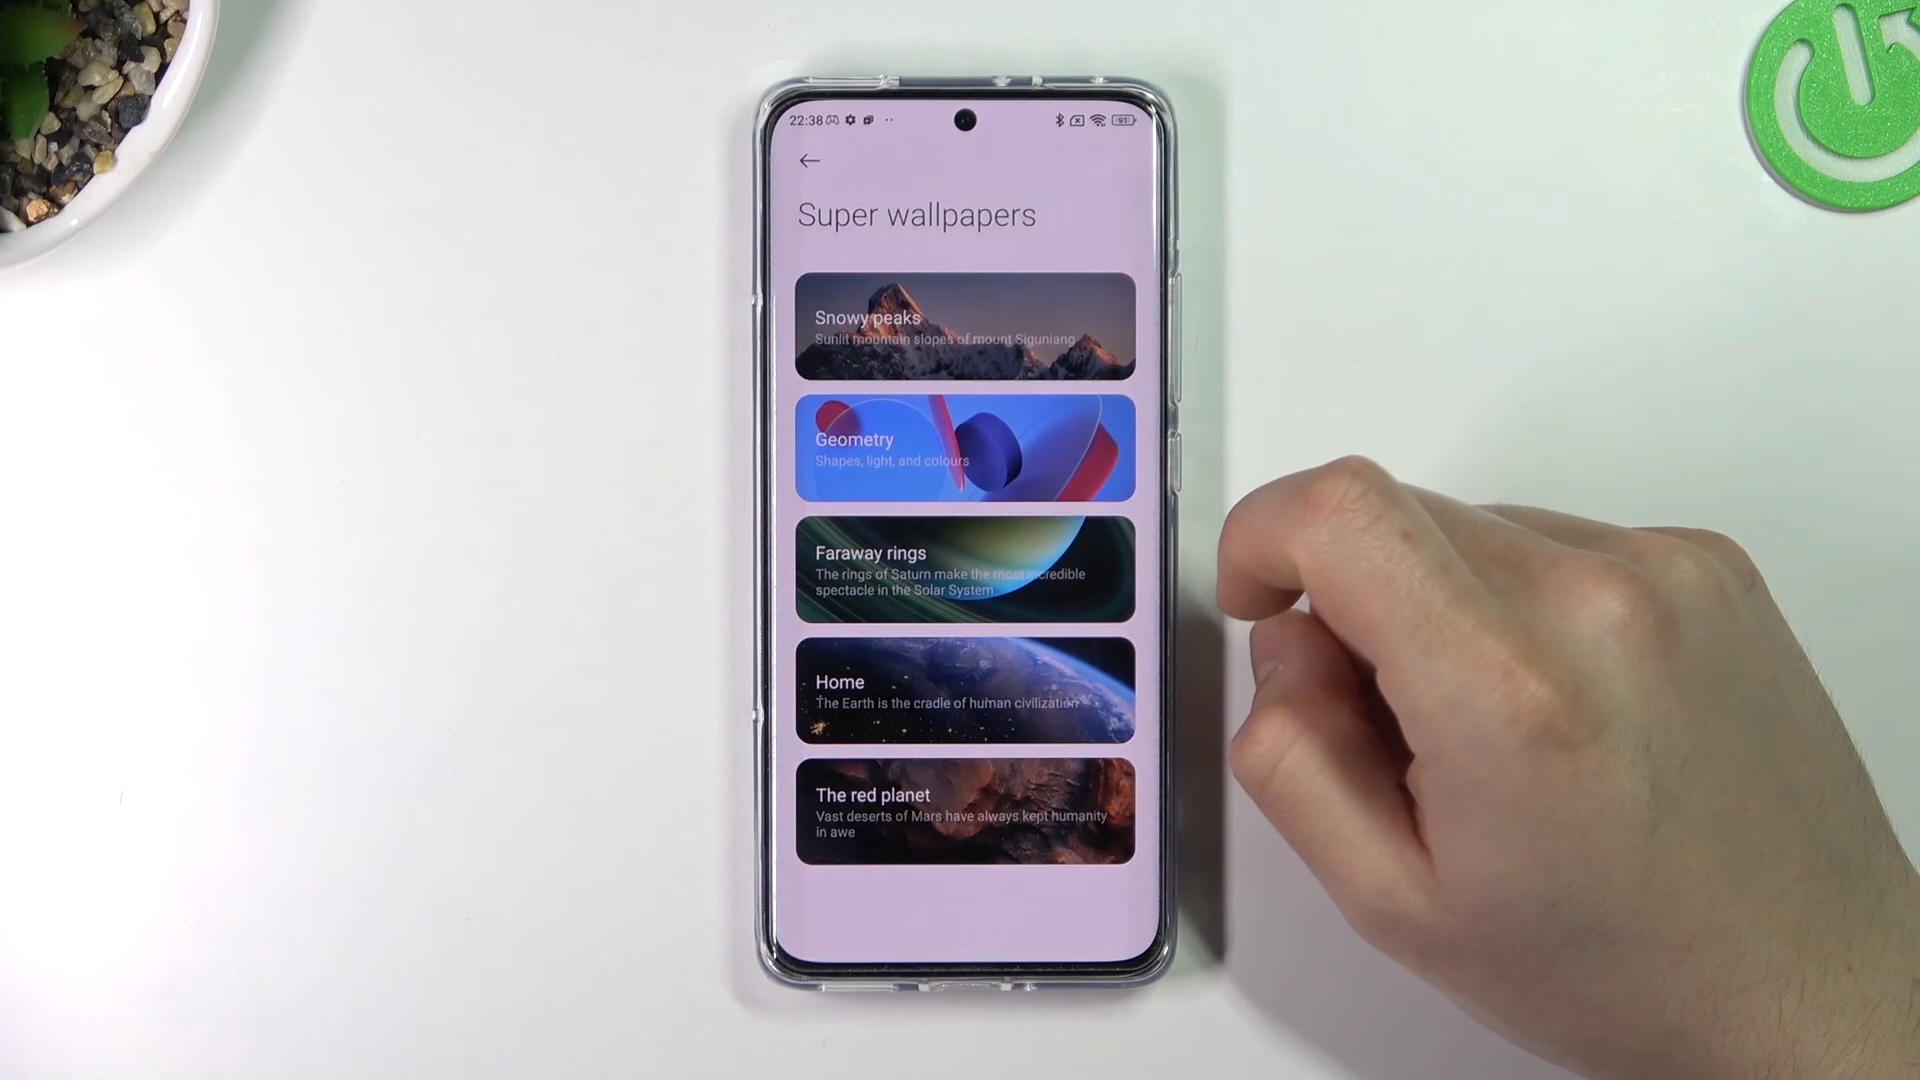 22:38
91
Super wallpapers
Snowy peaks
Sunlit mountain slopes of mount Siguniang
Geometry
Shapes, light, and colours
Faraway rings
The rings of Saturn make the most incredible
spectacle in the Solar System
Home
The Earth is the cradle of human civilization
The red planet
Vast deserts of Mars have always kept humanity
in awe